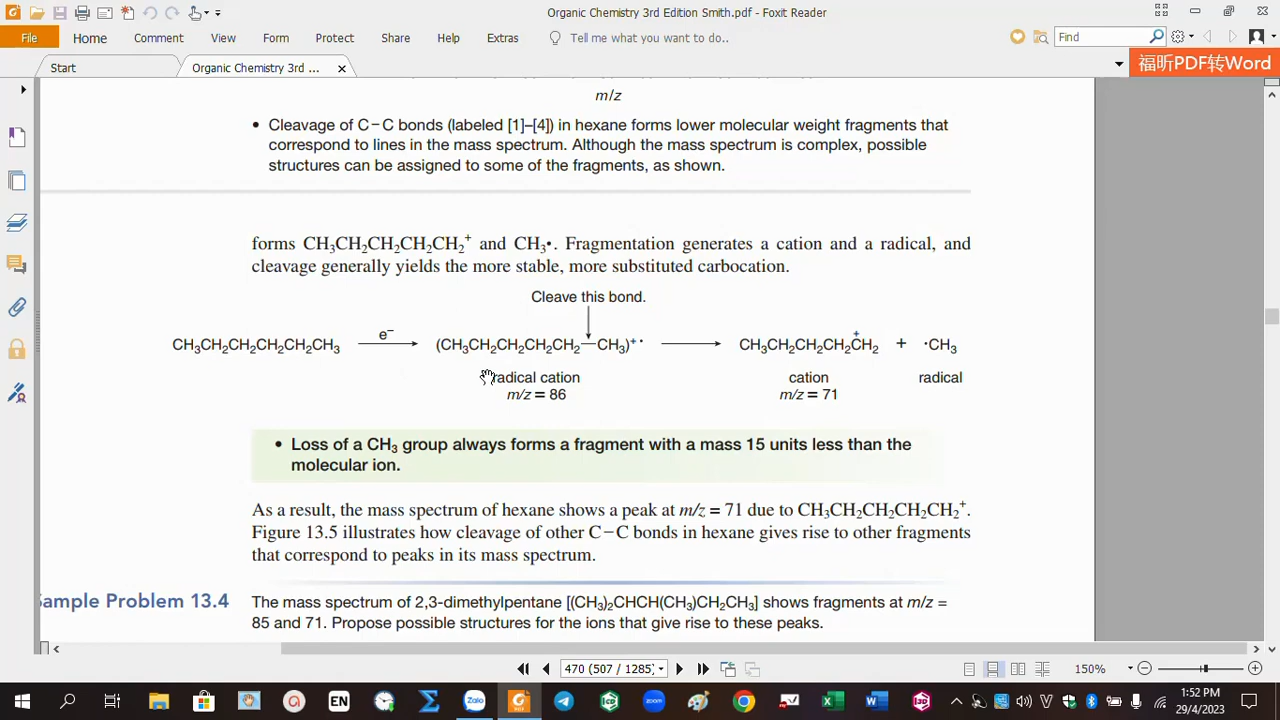 Organic Chemistry 3rd Edition Smith.pdf - Foxit Reader
File Home Comment View Form Protect Share Help Extras Tell me what you want to do.. Find
Start Organic Chemistry 3rd ... 福昕PDF转Word
m/z
• Cleavage of C−C bonds (labeled [1]–[4]) in hexane forms lower molecular weight fragments that
correspond to lines in the mass spectrum. Although the mass spectrum is complex, possible
structures can be assigned to some of the fragments, as shown.
forms CH₃CH₂CH₂CH₂CH₂⁺ and CH₃•. Fragmentation generates a cation and a radical, and
cleavage generally yields the more stable, more substituted carbocation.
Cleave this bond.
CH₃CH₂CH₂CH₂CH₂CH₃ e⁻ (CH₃CH₂CH₂CH₂CH₂—CH₃)⁺• CH₃CH₂CH₂CH₂C⁺H₂ + •CH₃
radical cation cation radical
m/z = 86 m/z = 71
• Loss of a CH₃ group always forms a fragment with a mass 15 units less than the
molecular ion.
As a result, the mass spectrum of hexane shows a peak at m/z = 71 due to CH₃CH₂CH₂CH₂CH₂⁺.
Figure 13.5 illustrates how cleavage of other C−C bonds in hexane gives rise to other fragments
that correspond to peaks in its mass spectrum.
Sample Problem 13.4 The mass spectrum of 2,3-dimethylpentane [(CH₃)₂CHCH(CH₃)CH₂CH₃] shows fragments at m/z =
85 and 71. Propose possible structures for the ions that give rise to these peaks.
470 (507 / 1285) 150%
EN zoom 1:52 PM
29/4/2023